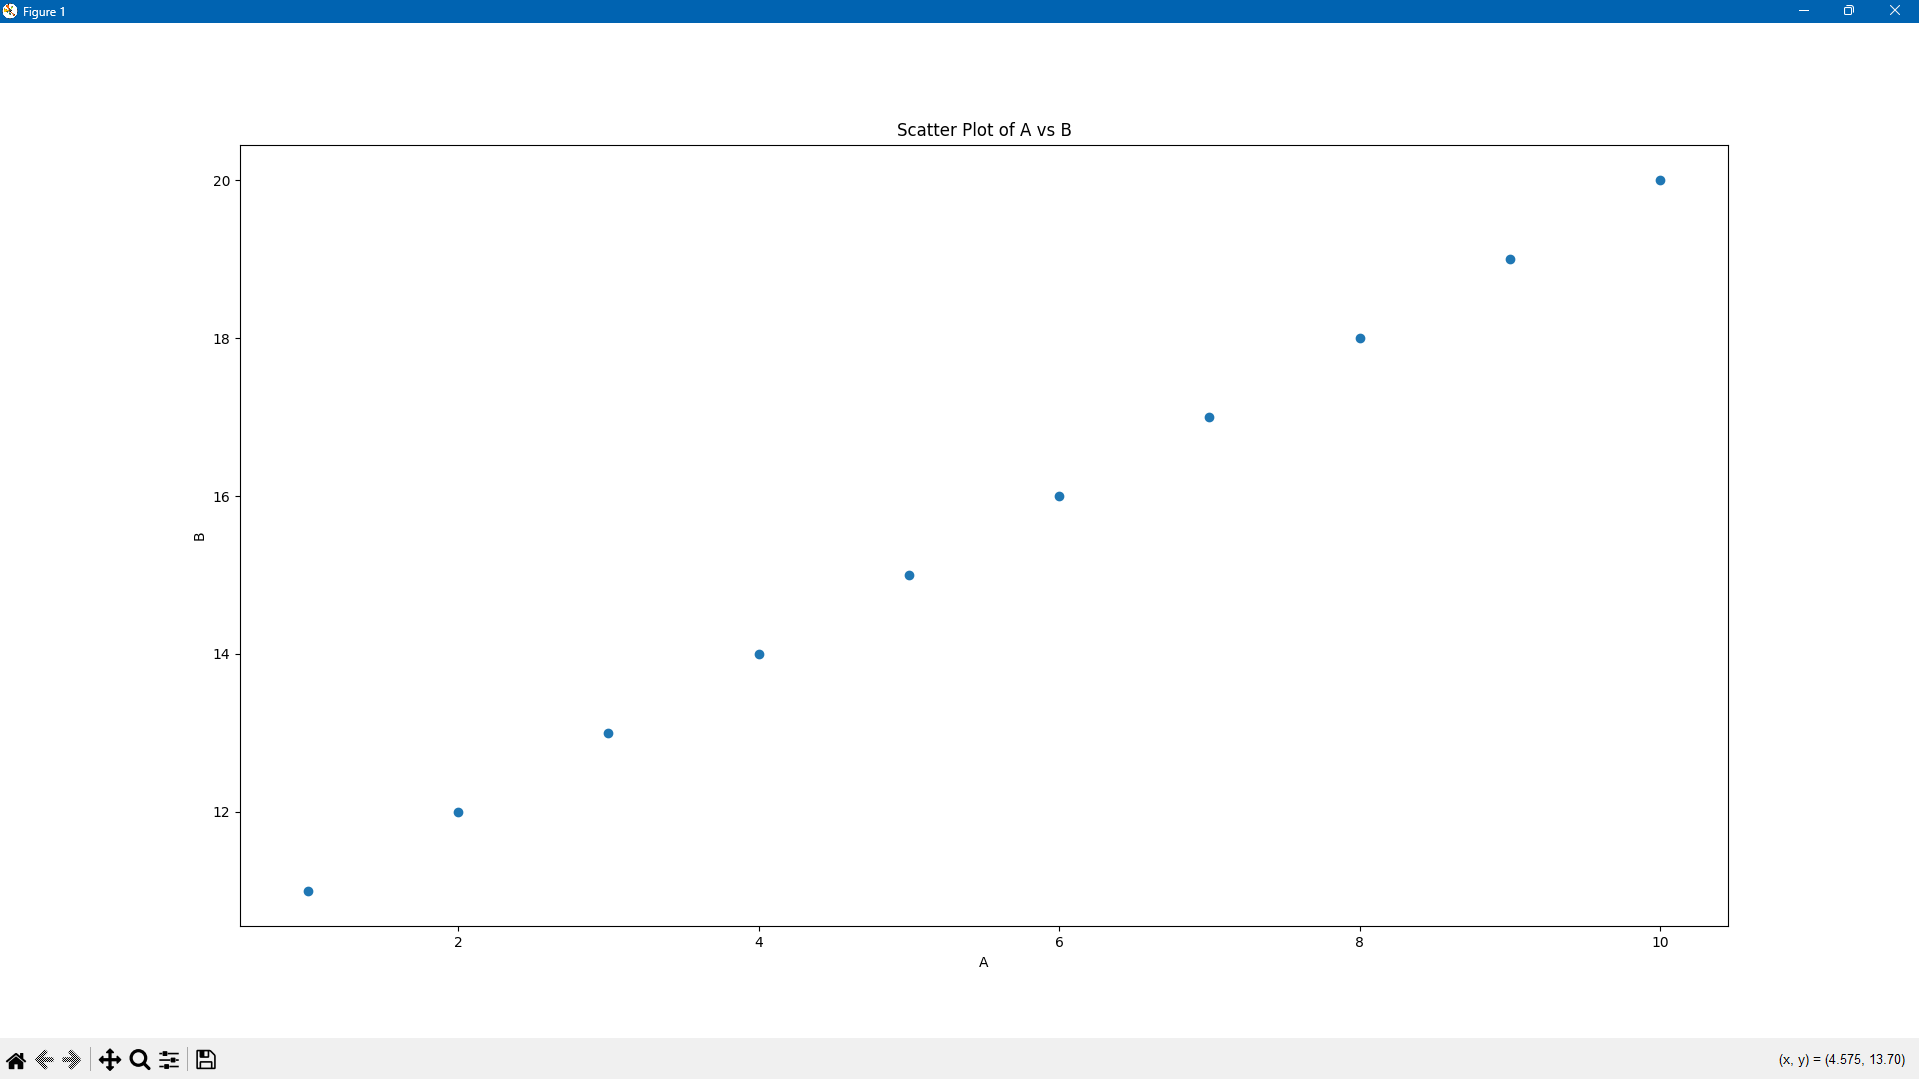 Figure 1
Scatter Plot of A vs B
20
18
16
14
12
B
2 4 6 8 10
A
(x, y) = (4.575, 13.70)